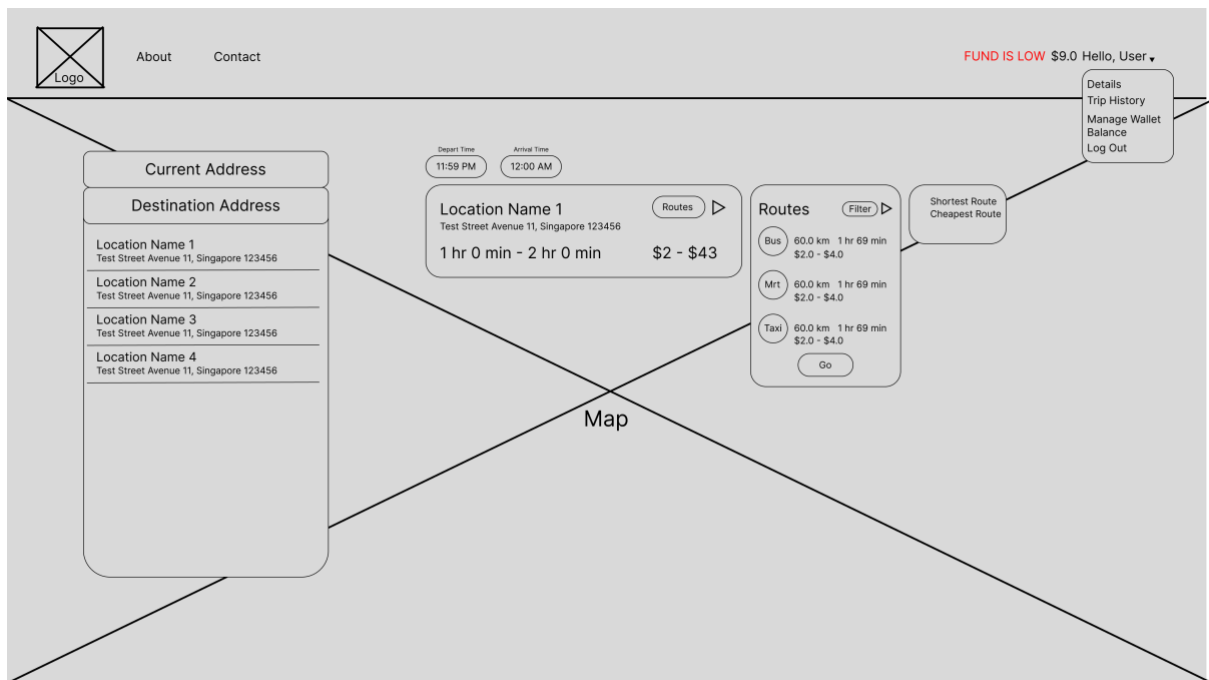 Logo
About
Contact
FUND IS LOW $9.0 Hello, User
Details
Trip History
Manage Wallet
Balance
Log Out
Current Address
Destination Address
Location Name 1
Test Street Avenue 11, Singapore 123456
Location Name 2
Test Street Avenue 11, Singapore 123456
Location Name 3
Test Street Avenue 11, Singapore 123456
Location Name 4
Test Street Avenue 11, Singapore 123456
Depart Time
11:59 PM
Arrival Time
12:00 AM
Location Name 1
Routes
Test Street Avenue 11, Singapore 123456
1 hr 0 min - 2 hr 0 min
$2 - $43
Routes
Filter
Bus
60.0 km 1 hr 69 min
$2.0 - $4.0
Mrt
60.0 km 1 hr 69 min
$2.0 - $4.0
Taxi
60.0 km 1 hr 69 min
$2.0 - $4.0
Go
Shortest Route
Cheapest Route
Map